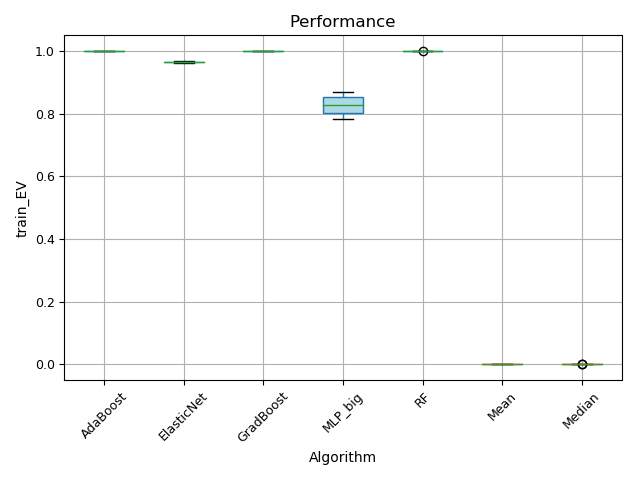 Performance
train_EV
1.0
0.8
0.6
0.4
0.2
0.0
AdaBoost
ElasticNet
GradBoost
MLP_big
RF
Mean
Median
Algorithm